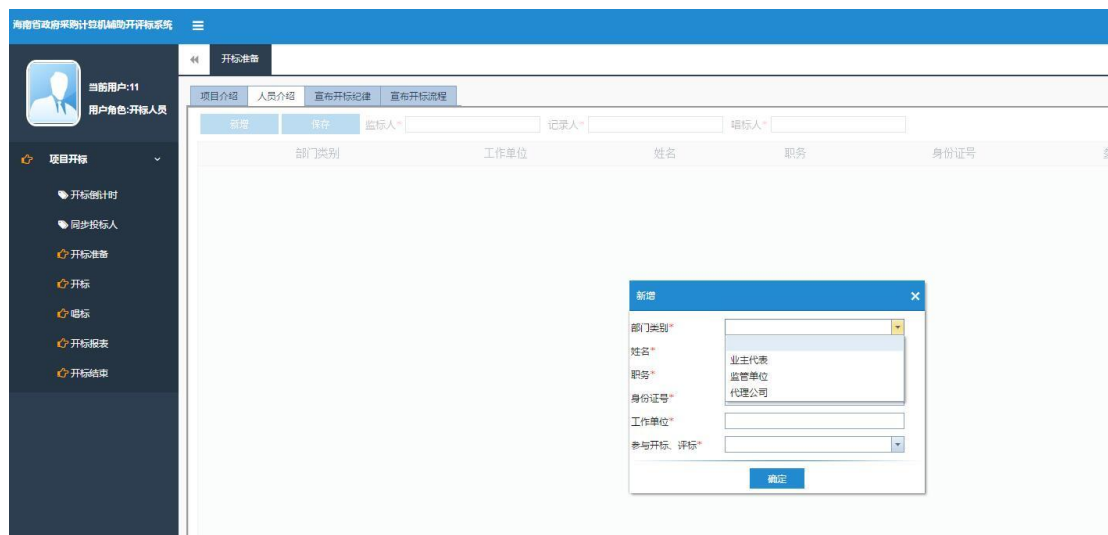 海南省政府采购计算机辅助开评标系统
开标准备
当前用户:11
用户角色:开标人员
项目介绍 人员介绍 宣布开标纪律 宣布开标流程
新增 保存 监标人* 记录人* 唱标人*
部门类别 工作单位 姓名 职务 身份证号
项目开标
开标倒计时
同步投标人
开标准备
开标
唱标
开标报表
开标结束
新增
部门类别*
姓名*
业主代表
职务*
监管单位
身份证号*
代理公司
工作单位*
参与开标、评标*
确定